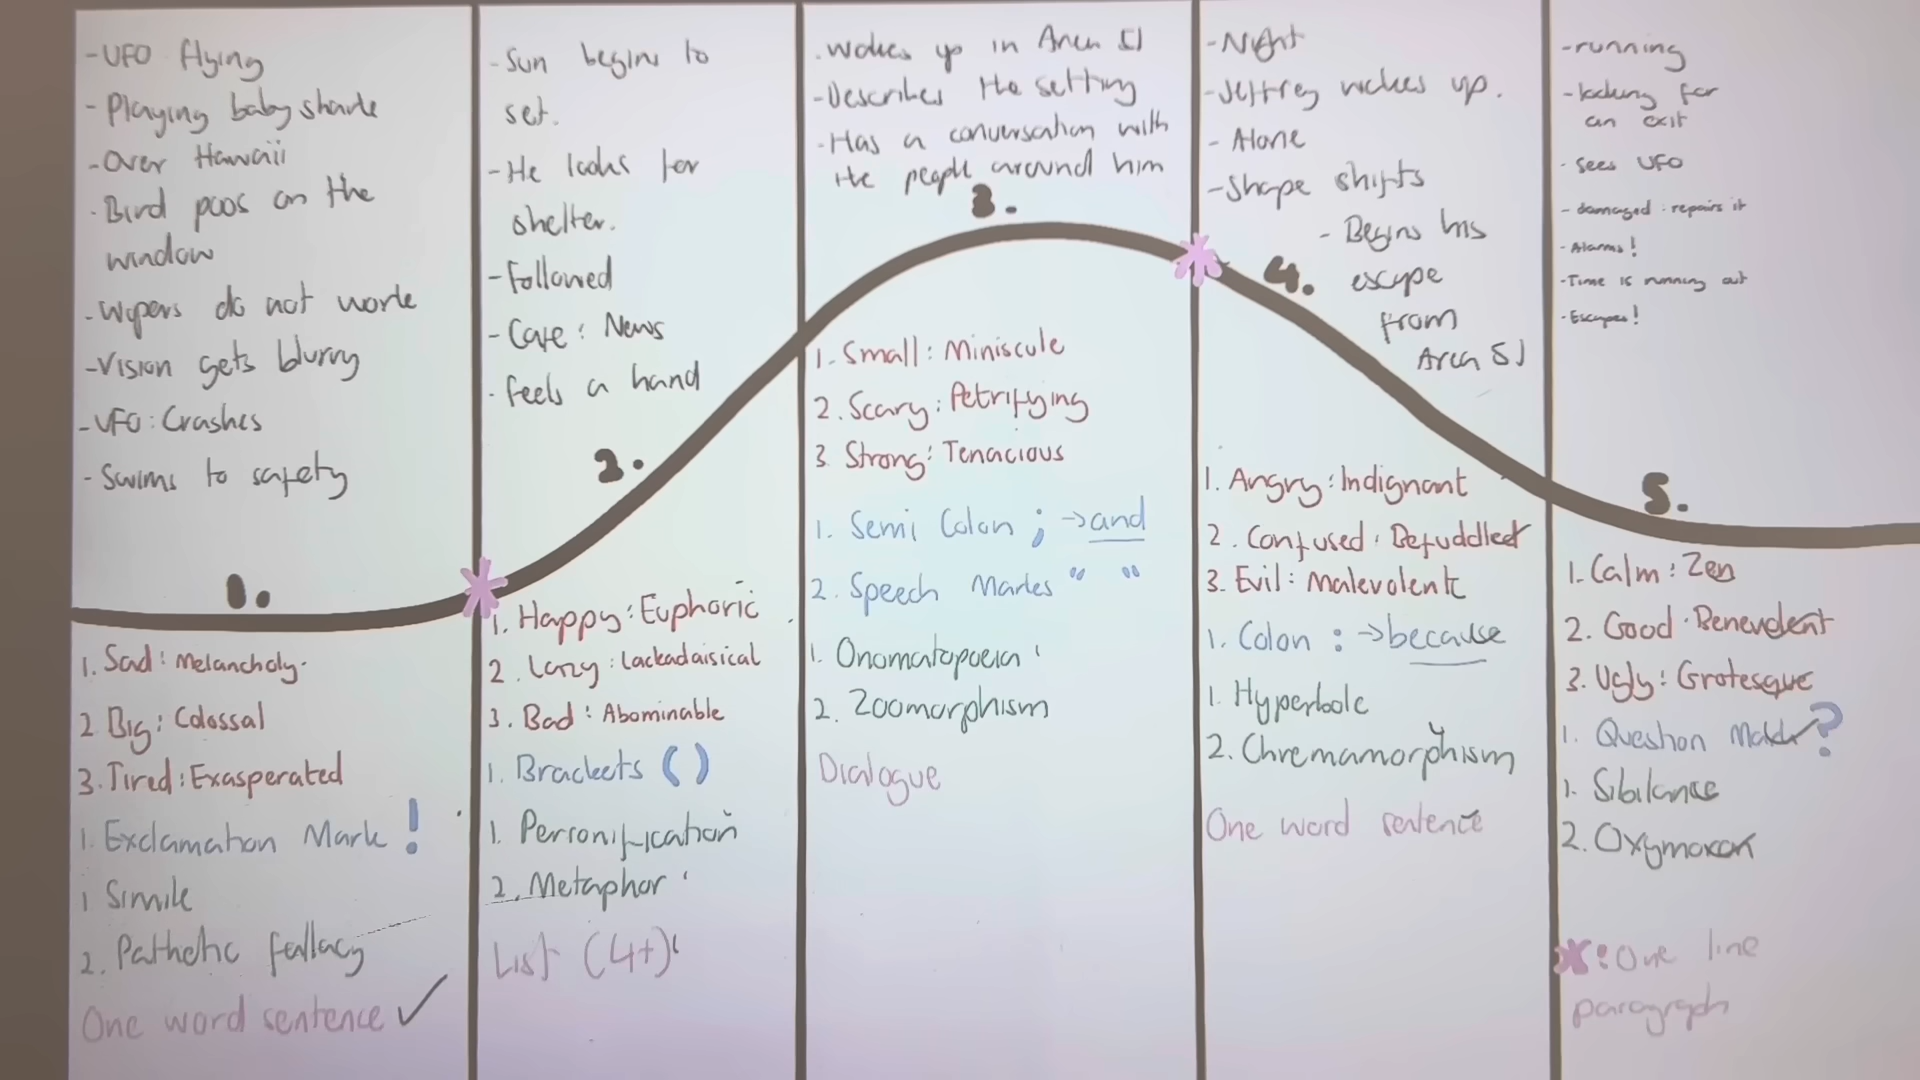 - UFO flying
- Playing baby shark
- Over Hawaii
- Bird poos on the
window
- Wipers do not work
- Vision gets blurry
- UFO: Crashes
- Swims to safety
1.
1. Sad: Melancholy
2 Big: Colossal
3. Tired: Exasperated
1. Exclamation Mark !
1 Simile
2. Pathetic fallacy
One word sentence ✓
- Sun begins to
set.
- He looks for
shelter.
- Followed
- Cafe: News
- feels a hand
2.
1. Happy: Euphoric
2. Lazy: Lackadaisical
3. Bad: Abominable
1. Brackets ( )
1. Personification
2. Metaphor
List (4+)
- Wakes up in Area 51
- Describes the setting
- Has a conversation with
the people around him
3.
1. Small: Miniscule
2. Scary: Petrifying
3 Strong: Tenacious
1. Semi Colon ; → and
2. Speech Marks “ ”
1. Onomatopoeia
2. Zoomorphism
Dialogue
- Night
- Jeffrey wakes up.
- Alone
- Shape shifts
- Begins his
escape
from
Area 51
4.
1. Angry: Indignant
2. Confused: Befuddled
3. Evil: Malevolent
1. Colon : → because
1. Hyperbole
2. Chremamorphism
One word sentence
- running
- looking for
an exit
- sees UFO
- damaged: repairs it
- Alarms!
- Time is running out
- Escapes!
5.
1. Calm: Zen
2. Good: Benevolent
3. Ugly: Grotesque
1. Question Mark ?
1. Sibilance
2. Oxymoron
*: One line
paragraph